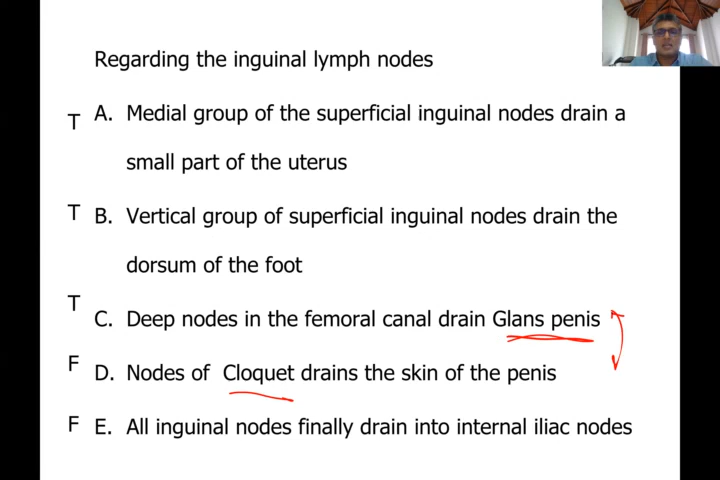 Regarding the inguinal lymph nodes
T A. Medial group of the superficial inguinal nodes drain a
small part of the uterus
T B. Vertical group of superficial inguinal nodes drain the
dorsum of the foot
T C. Deep nodes in the femoral canal drain Glans penis
F D. Nodes of Cloquet drains the skin of the penis
F E. All inguinal nodes finally drain into internal iliac nodes